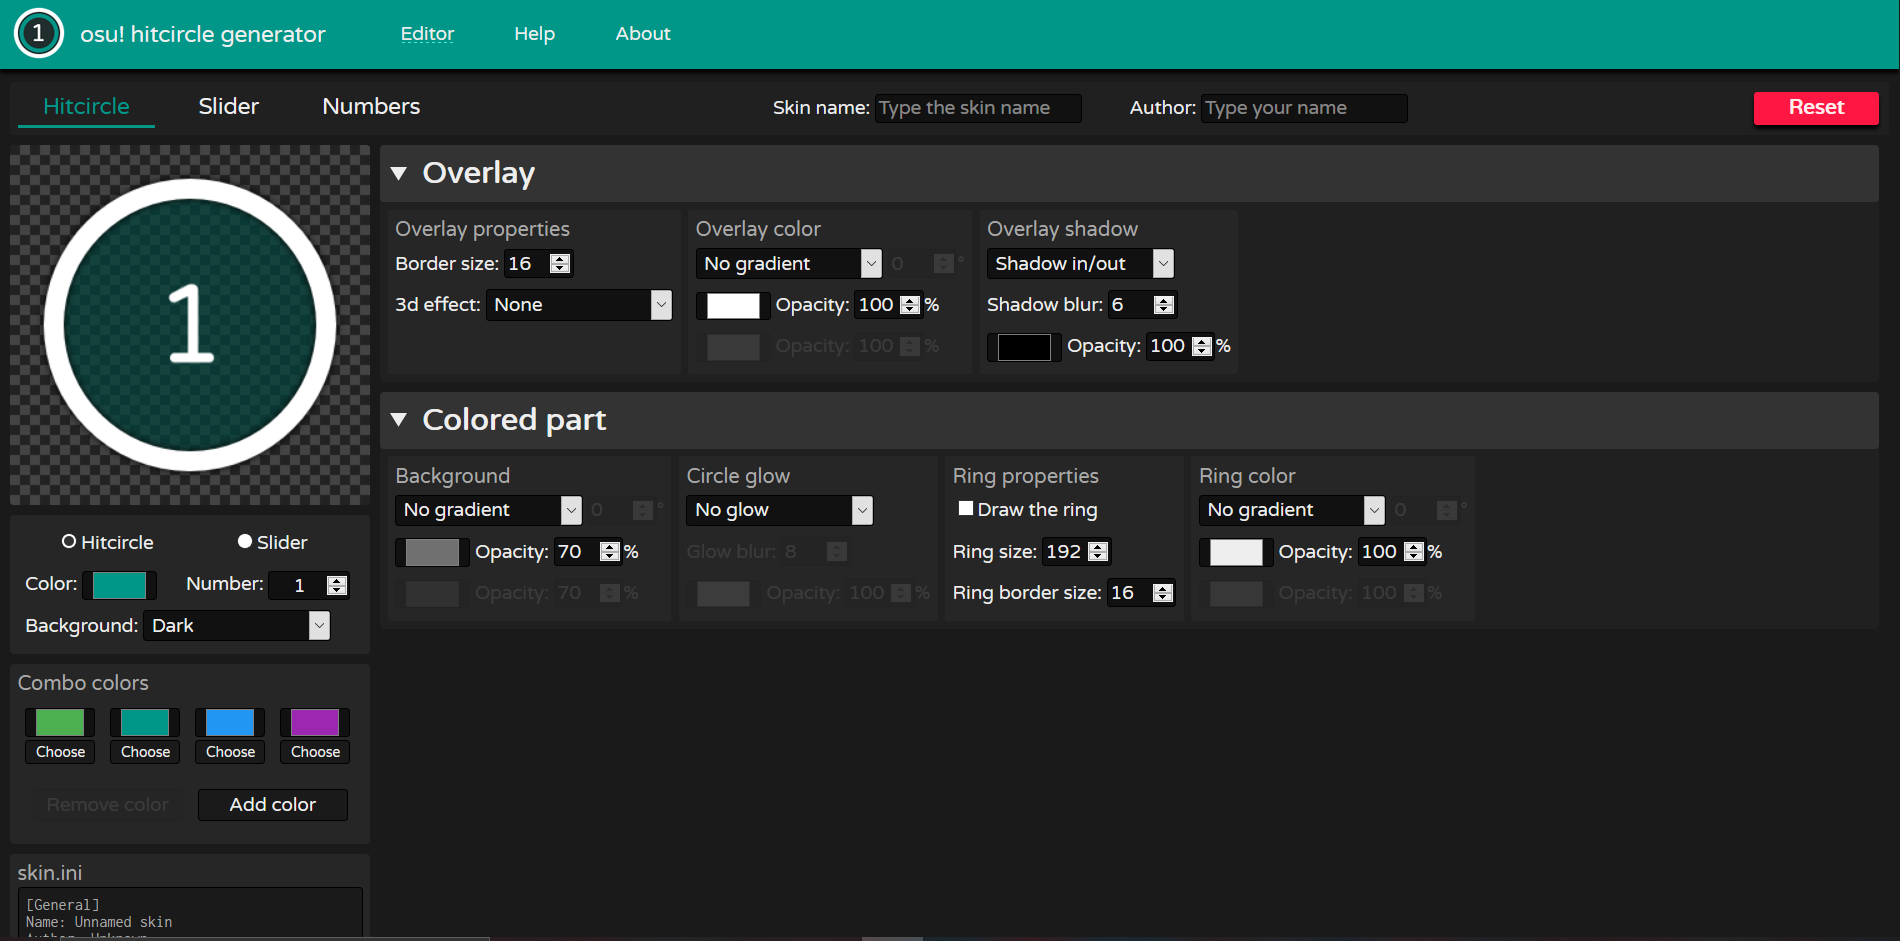 1 osu! hitcircle generator Editor Help About
Hitcircle Slider Numbers Skin name: Type the skin name Author: Type your name Reset
1
Overlay
Overlay properties
Border size: 16
3d effect: None
Overlay color
No gradient 0 °
Opacity: 100 %
Opacity: 100 %
Overlay shadow
Shadow in/out
Shadow blur: 6
Opacity: 100 %
Colored part
Background
No gradient 0 °
Opacity: 70 %
Opacity: 70 %
Circle glow
No glow
Glow blur: 8
Opacity: 100 %
Ring properties
Draw the ring
Ring size: 192
Ring border size: 16
Ring color
No gradient 0 °
Opacity: 100 %
Opacity: 100 %
Hitcircle Slider
Color: Number: 1
Background: Dark
Combo colors
Choose Choose Choose Choose
Remove color Add color
skin.ini
[General]
Name: Unnamed skin
Author: Unknown